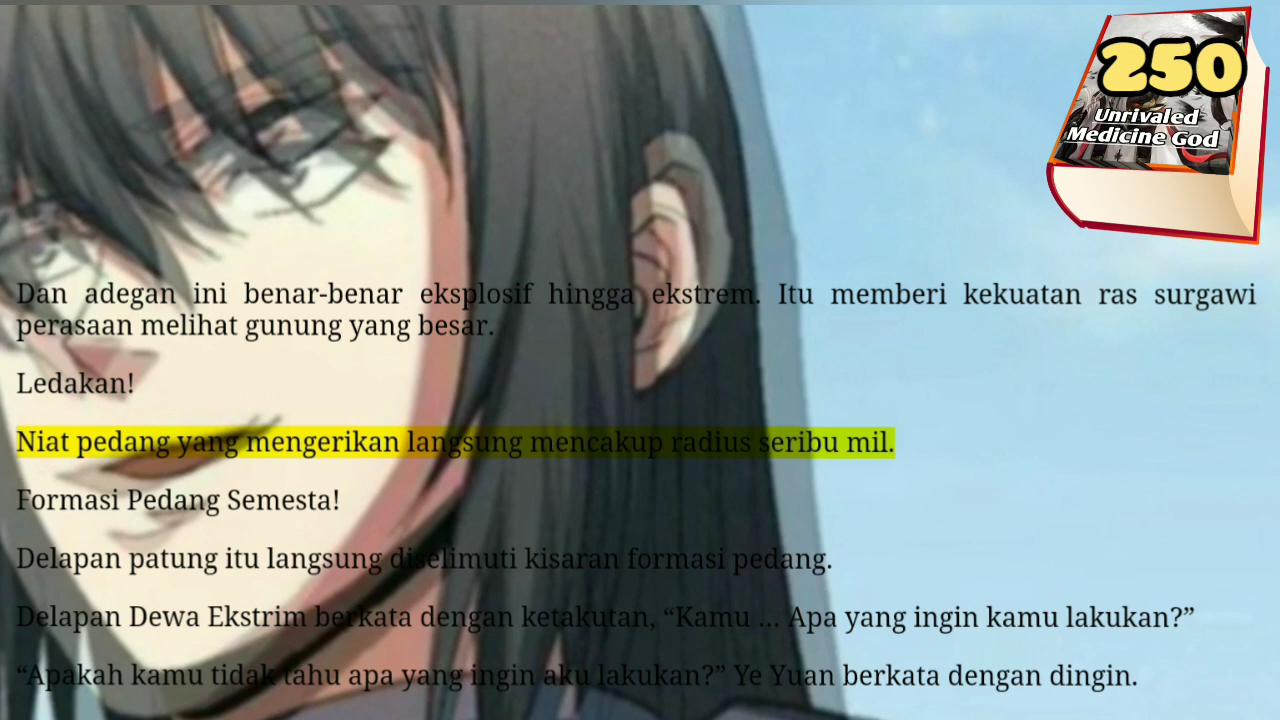 250
Unrivaled
Medicine God
Dan adegan ini benar-benar eksplosif hingga ekstrem. Itu memberi kekuatan ras surgawi
perasaan melihat gunung yang besar.
Ledakan!
Niat pedang yang mengerikan langsung mencakup radius seribu mil.
Formasi Pedang Semesta!
Delapan patung itu langsung diselimuti kisaran formasi pedang.
Delapan Dewa Ekstrim berkata dengan ketakutan, “Kamu ... Apa yang ingin kamu lakukan?”
“Apakah kamu tidak tahu apa yang ingin aku lakukan?” Ye Yuan berkata dengan dingin.